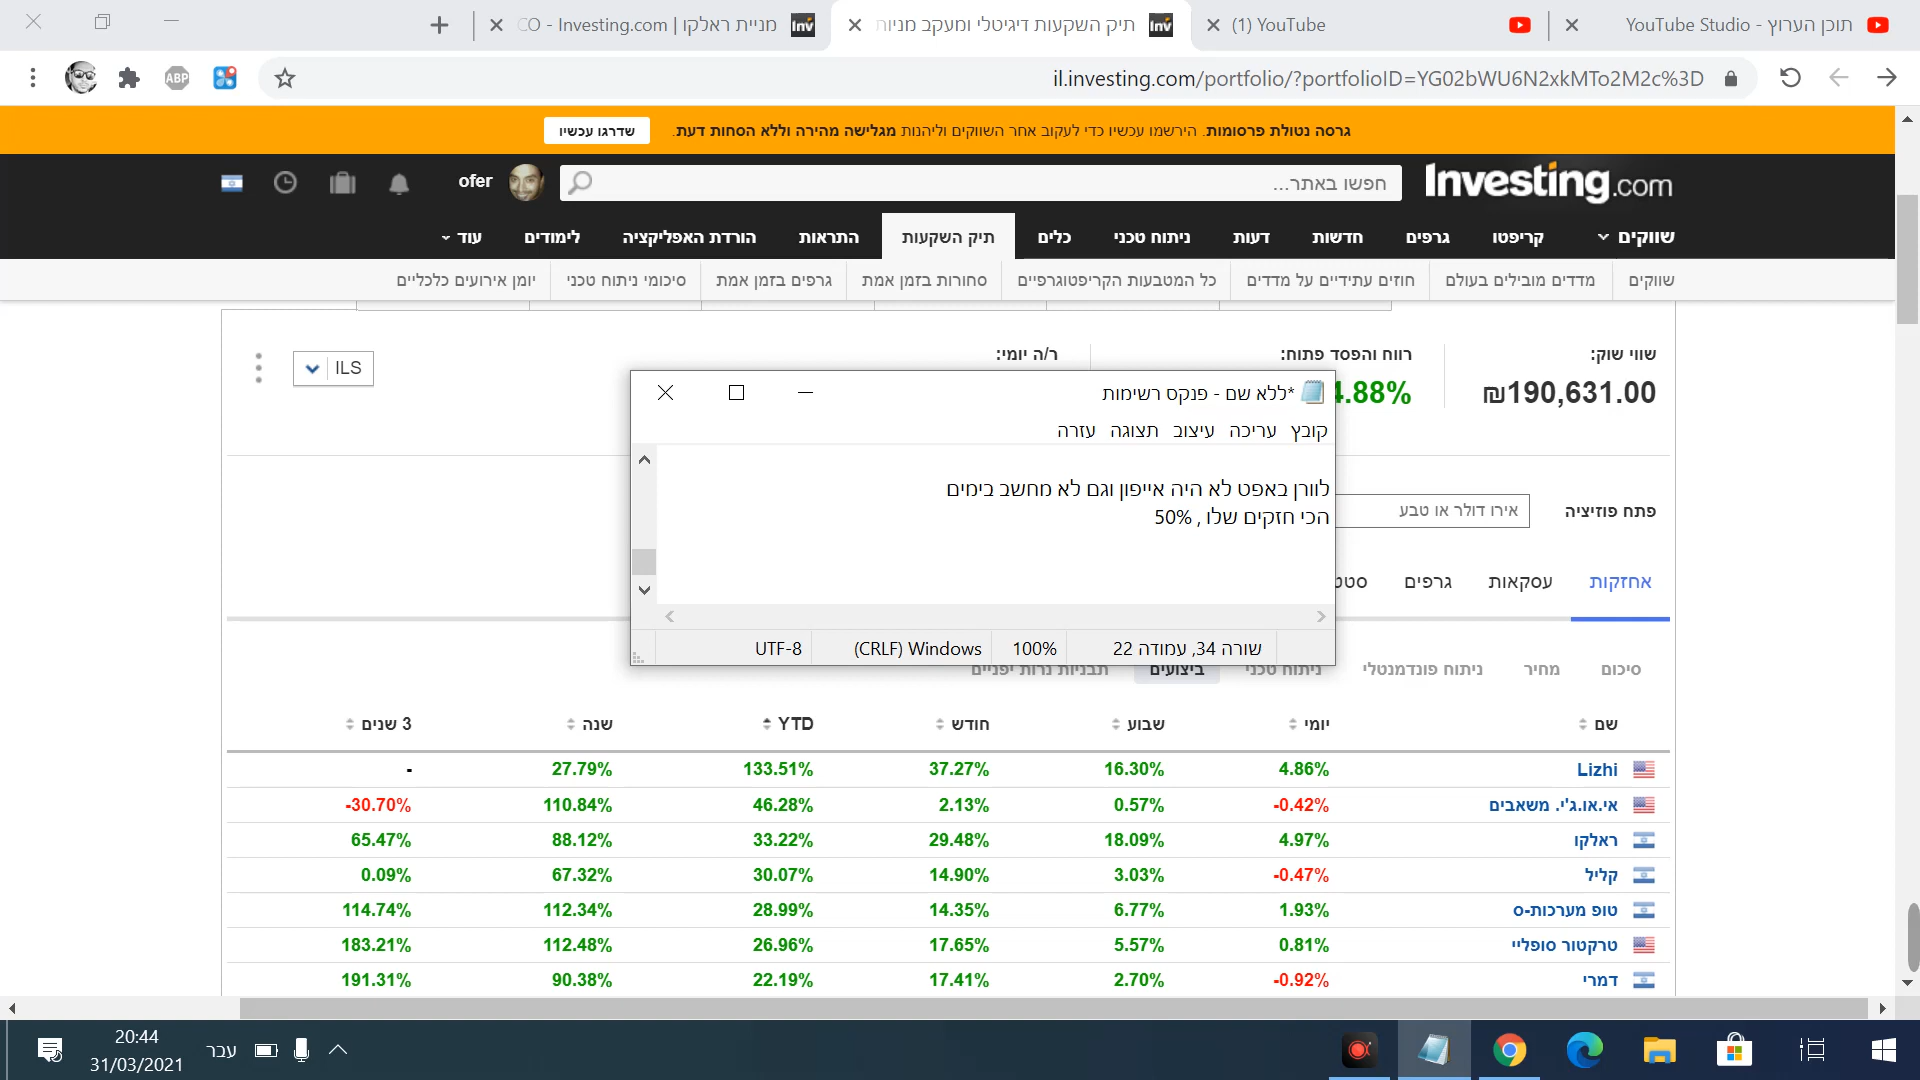 תוכן הערוץ - YouTube Studio
(1) YouTube
תיק השקעות דיגיטלי ומעקב מניות
מניית ראלקו | CO - Investing.com
il.investing.com/portfolio/?portfolioID=YG02bWU6N2xkMTo2M2c%3D
ABP
גרסה נטולת פרסומות. הירשמו עכשיו כדי לעקוב אחר השווקים וליהנות מגלישה מהירה וללא הסחות דעת.
שדרגו עכשיו
Investing.com
חפשו באתר...
ofer
שווקים קריפטו גרפים חדשות דעות ניתוח טכני כלים תיק השקעות התראות הורדת האפליקציה לימודים עוד
שווקים מדדים מובילים בעולם חוזים עתידיים על מדדים כל המטבעות הקריפטוגרפיים סחורות בזמן אמת גרפים בזמן אמת סיכומי ניתוח טכני יומן אירועים כלכליים
שווי שוק: רווח והפסד פתוח: ר/ה יומי:
₪190,631.00
4.88%
ILS
*ללא שם - פנקס רשימות
קובץ עריכה עיצוב תצוגה עזרה
לוורן באפט לא היה אייפון וגם לא מחשב בימים
הכי חזקים שלו , 50%
שורה 34, עמודה 22 100% Windows (CRLF) UTF-8
פתח פוזיציה
אירו דולר או טבע
אחזקות עסקאות גרפים
סיכום מחיר ניתוח פונדמנטלי ניתוח טכני ביצועים תבניות נרות יפניים
שם יומי שבוע חודש YTD שנה 3 שנים
Lizhi 4.86% 16.30% 37.27% 133.51% 27.79% -
אי.או.ג'י. משאבים -0.42% 0.57% 2.13% 46.28% 110.84% -30.70%
ראלקו 4.97% 18.09% 29.48% 33.22% 88.12% 65.47%
קליל -0.47% 3.03% 14.90% 30.07% 67.32% 0.09%
טופ מערכות-ס 1.93% 6.77% 14.35% 28.99% 112.34% 114.74%
טרקטור סופליי 0.81% 5.57% 17.65% 26.96% 112.48% 183.21%
דמרי -0.92% 2.70% 17.41% 22.19% 90.38% 191.31%
עבר
20:44
31/03/2021